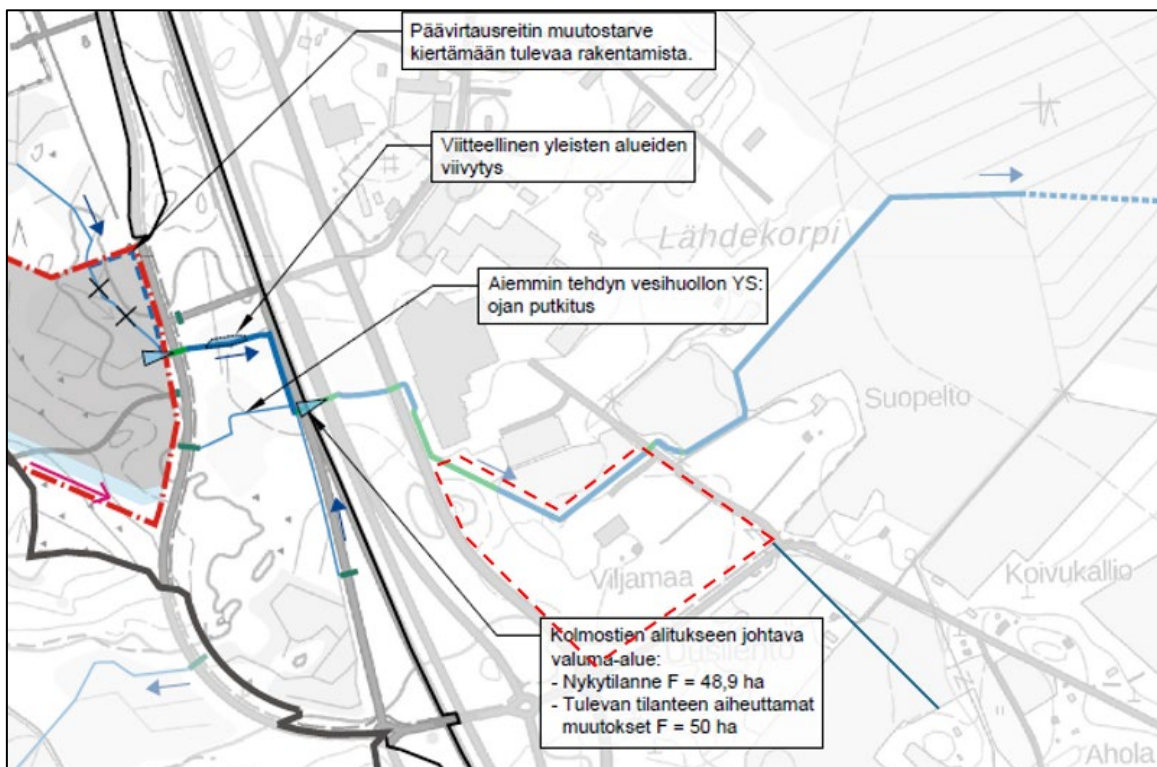 Päävirtausreitin muutostarve
kiertämään tulevaa rakentamista.
Viitteellinen yleisten alueiden
viivytys
Lähdekorpi
Aiemmin tehdyn vesihuollon YS:
ojan putkitus
Suopelto
Viljamaa
Koivukallio
Kolmostien alitukseen johtava
valuma-alue:
- Nykytilanne F = 48,9 ha
- Tulevan tilanteen aiheuttamat
muutokset F = 50 ha
Uusilehto
Ahola